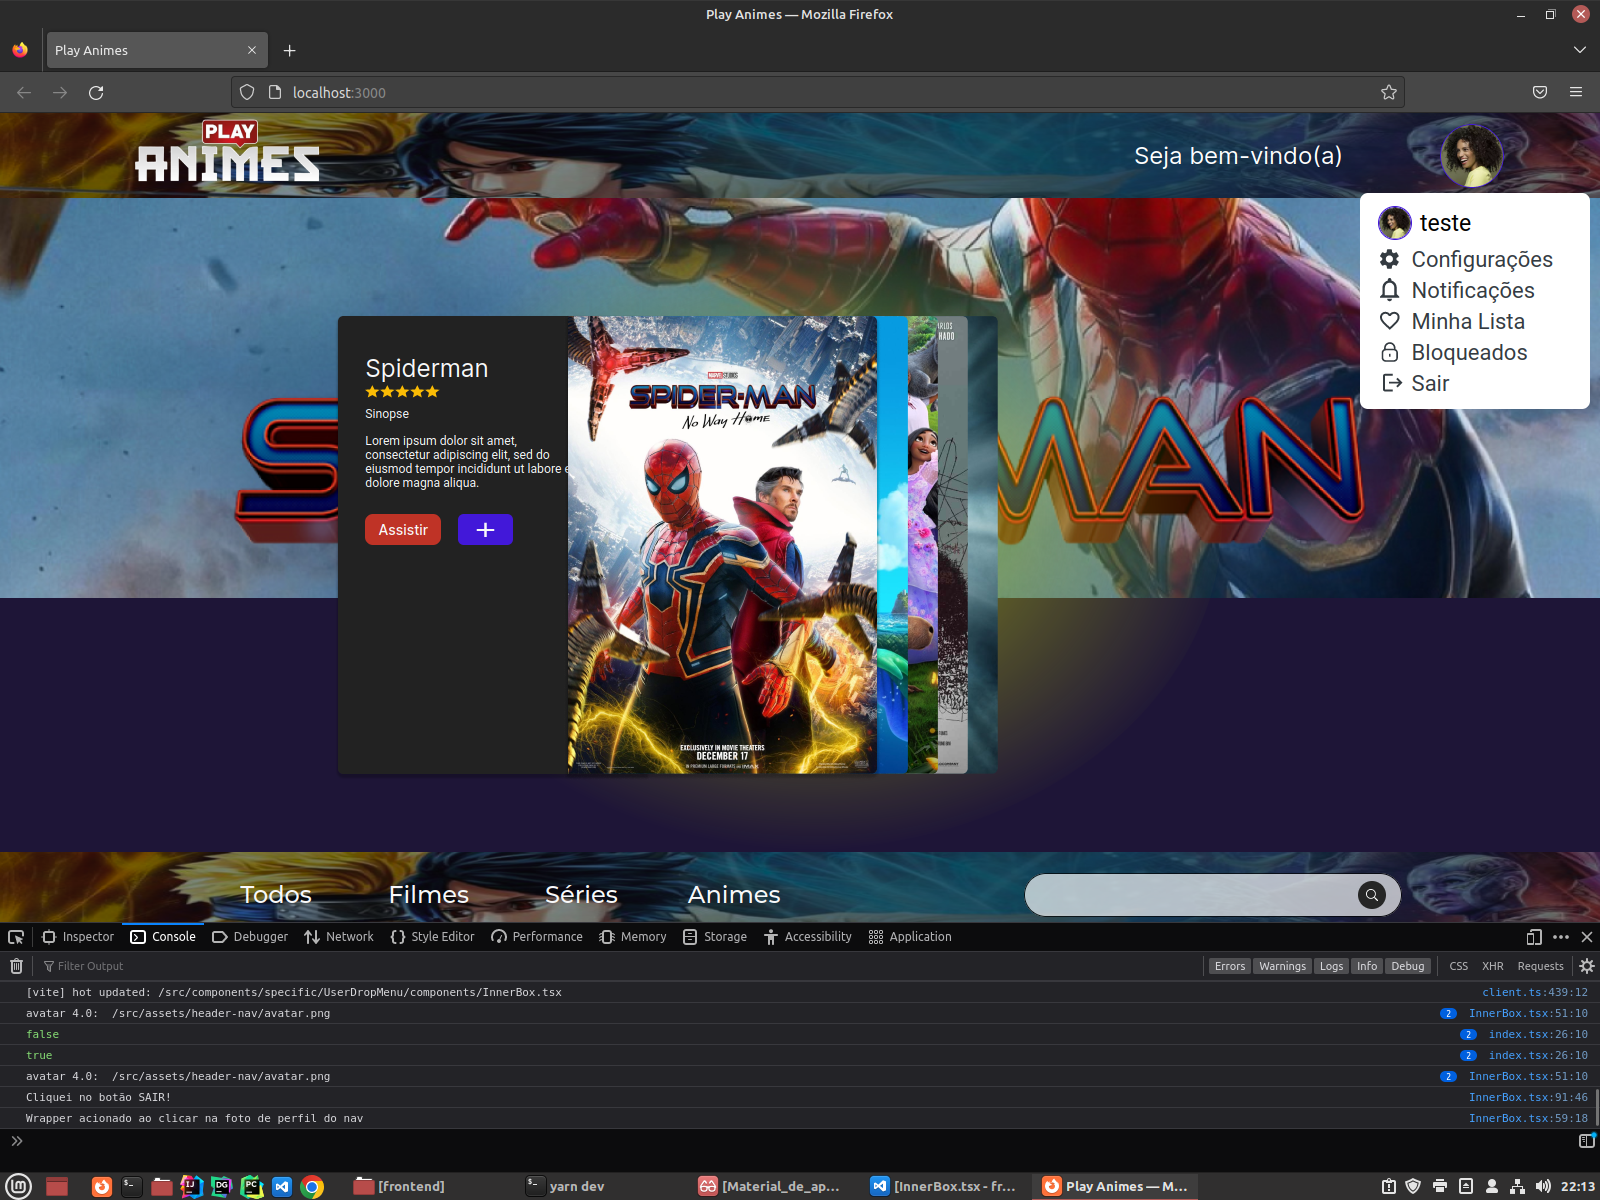 Play Animes — Mozilla Firefox
Play Animes
localhost:3000
PLAY
ANIMES
Seja bem-vindo(a)
teste
Configurações
Notificações
Minha Lista
Bloqueados
Sair
Spiderman
Sinopse
Lorem ipsum dolor sit amet,
consectetur adipiscing elit, sed do
eiusmod tempor incididunt ut labore e
dolore magna aliqua.
Assistir
MARVEL STUDIOS
SPIDER-MAN
No Way Home
EXCLUSIVELY IN MOVIE THEATERS
DECEMBER 17
S
MAN
Todos Filmes Séries Animes
Inspector Console Debugger Network Style Editor Performance Memory Storage Accessibility Application
Filter Output Errors Warnings Logs Info Debug CSS XHR Requests
[vite] hot updated: /src/components/specific/UserDropMenu/components/InnerBox.tsx client.ts:439:12
avatar 4.0: /src/assets/header-nav/avatar.png 2 InnerBox.tsx:51:10
false 2 index.tsx:26:10
true 2 index.tsx:26:10
avatar 4.0: /src/assets/header-nav/avatar.png 2 InnerBox.tsx:51:10
Cliquei no botão SAIR! InnerBox.tsx:91:46
Wrapper acionado ao clicar na foto de perfil do nav InnerBox.tsx:59:18
[frontend] yarn dev [Material_de_ap... [InnerBox.tsx - fr... Play Animes — M... 22:13